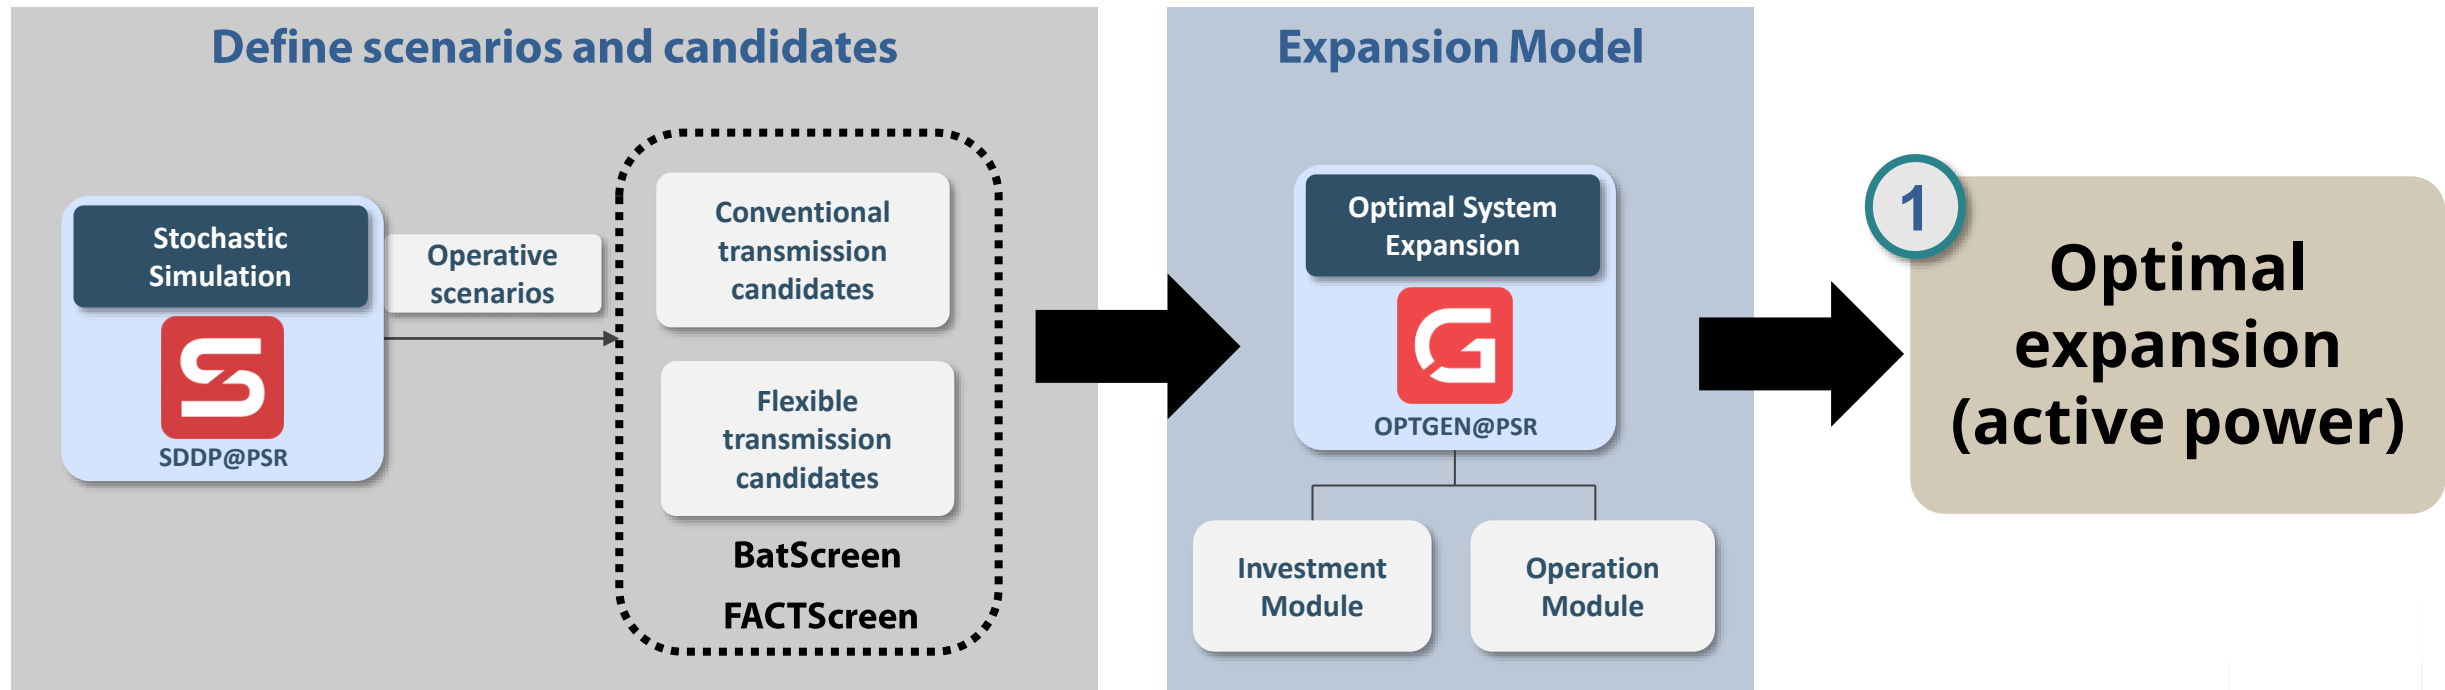 Define scenarios and candidates
Stochastic
Simulation
SDDP@PSR
Operative
scenarios
Conventional
transmission
candidates
Flexible
transmission
candidates
BatScreen
FACTScreen
Expansion Model
Optimal System
Expansion
OPTGEN@PSR
Investment
Module
Operation
Module
1
Optimal
expansion
(active power)